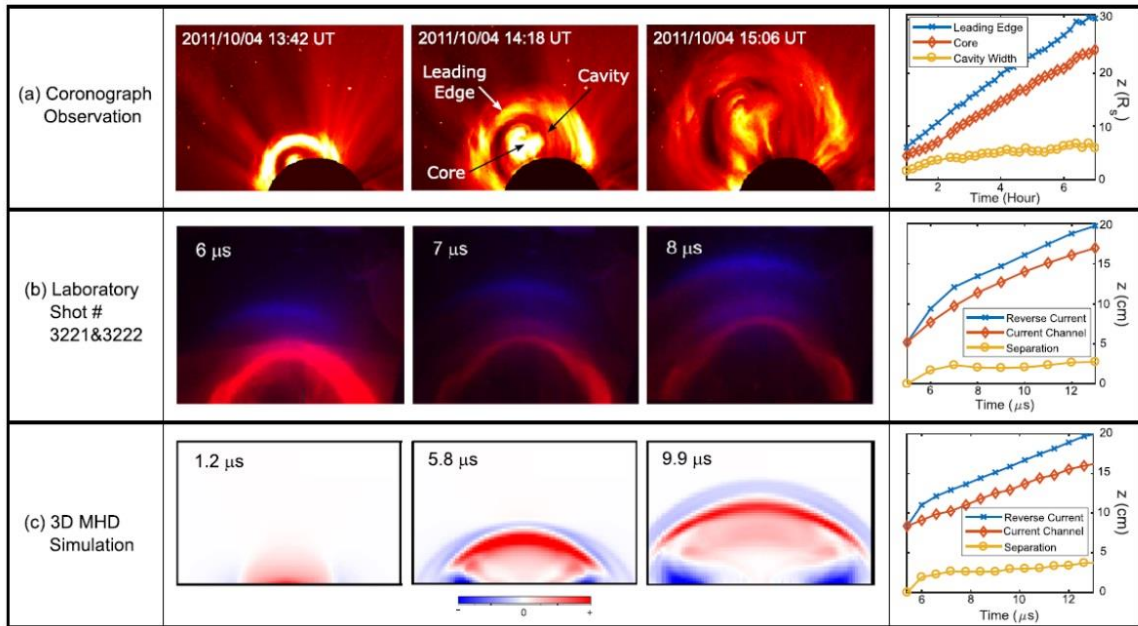 (a) Coronagraph
Observation
2011/10/04 13:42 UT
2011/10/04 14:18 UT
Leading
Edge
Cavity
Core
2011/10/04 15:06 UT
Leading Edge
Core
Cavity Width
30
20
10
0
z (Rs)
2 4 6
Time (Hour)
(b) Laboratory
Shot #
3221&3222
6 μs
7 μs
8 μs
Reverse Current
Current Channel
Separation
20
15
10
5
0
z (cm)
6 8 10 12
Time (μs)
(c) 3D MHD
Simulation
1.2 μs
5.8 μs
9.9 μs
- 0 +
Reverse Current
Current Channel
Separation
20
15
10
5
0
z (cm)
6 8 10 12
Time (μs)